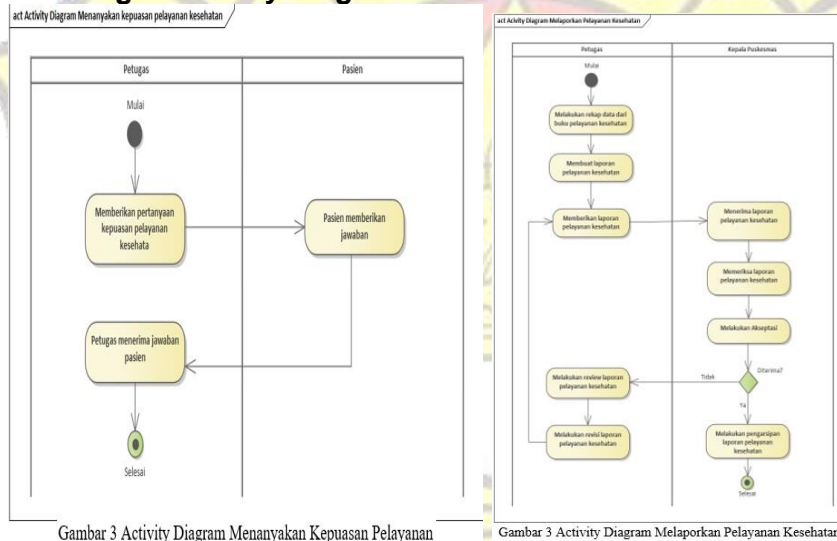 act Activity Diagram Menanyakan kepuasan pelayanan kesehatan
Petugas
Pasien
Mulai
Memberikan pertanyaan
kepuasan pelayanan
kesehata
Pasien memberikan
jawaban
Petugas menerima jawaban
pasien
Selesai
Gambar 3 Activity Diagram Menanyakan Kepuasan Pelayanan
act Acivity Diagram Melaporkan Pelayanan Kesehatan
Petugas
Kepala Puskesmas
Mulai
Melakukan rekap data dari
buku pelayanan kesehatan
Membuat laporan
pelayanan kesehatan
Memberikan laporan
pelayanan kesehatan
Menerima laporan
pelayanan kesehatan
Memeriksa laporan
pelayanan kesehatan
Melakukan Akseptasi
Diterima?
Tidak
Melakukan review laporan
pelayanan kesehatan
Ya
Melakukan revisi laporan
pelayanan kesehatan
Melakukan pengarsipan
laporan pelayanan
kesehatan
Selesai
Gambar 3 Activity Diagram Melaporkan Pelayanan Kesehatan